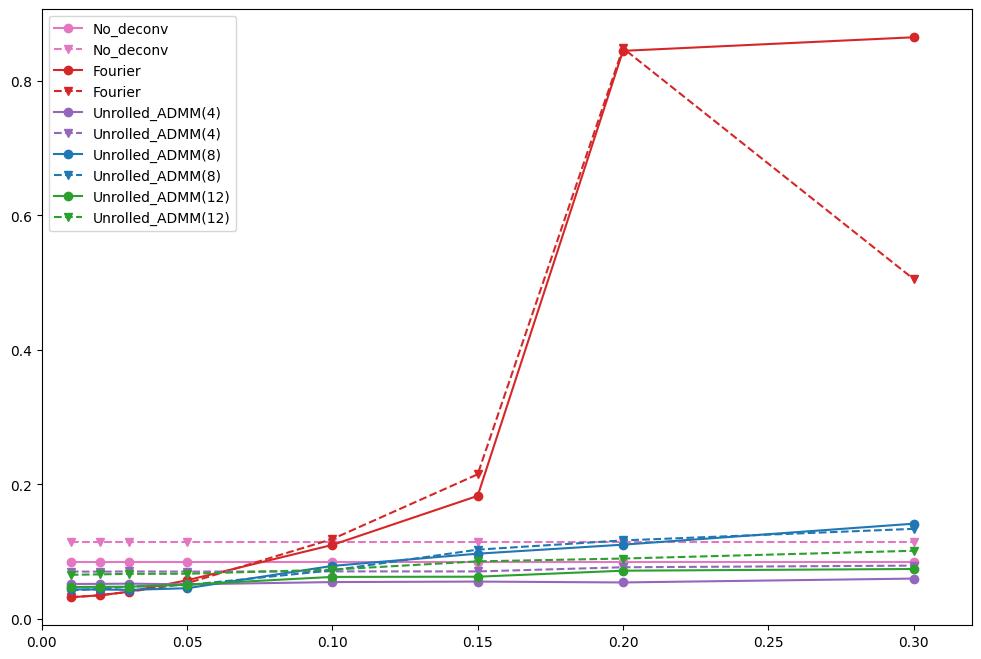 No_deconv
No_deconv
Fourier
Fourier
Unrolled_ADMM(4)
Unrolled_ADMM(4)
Unrolled_ADMM(8)
Unrolled_ADMM(8)
Unrolled_ADMM(12)
Unrolled_ADMM(12)
0.8
0.6
0.4
0.2
0.0
0.00 0.05 0.10 0.15 0.20 0.25 0.30